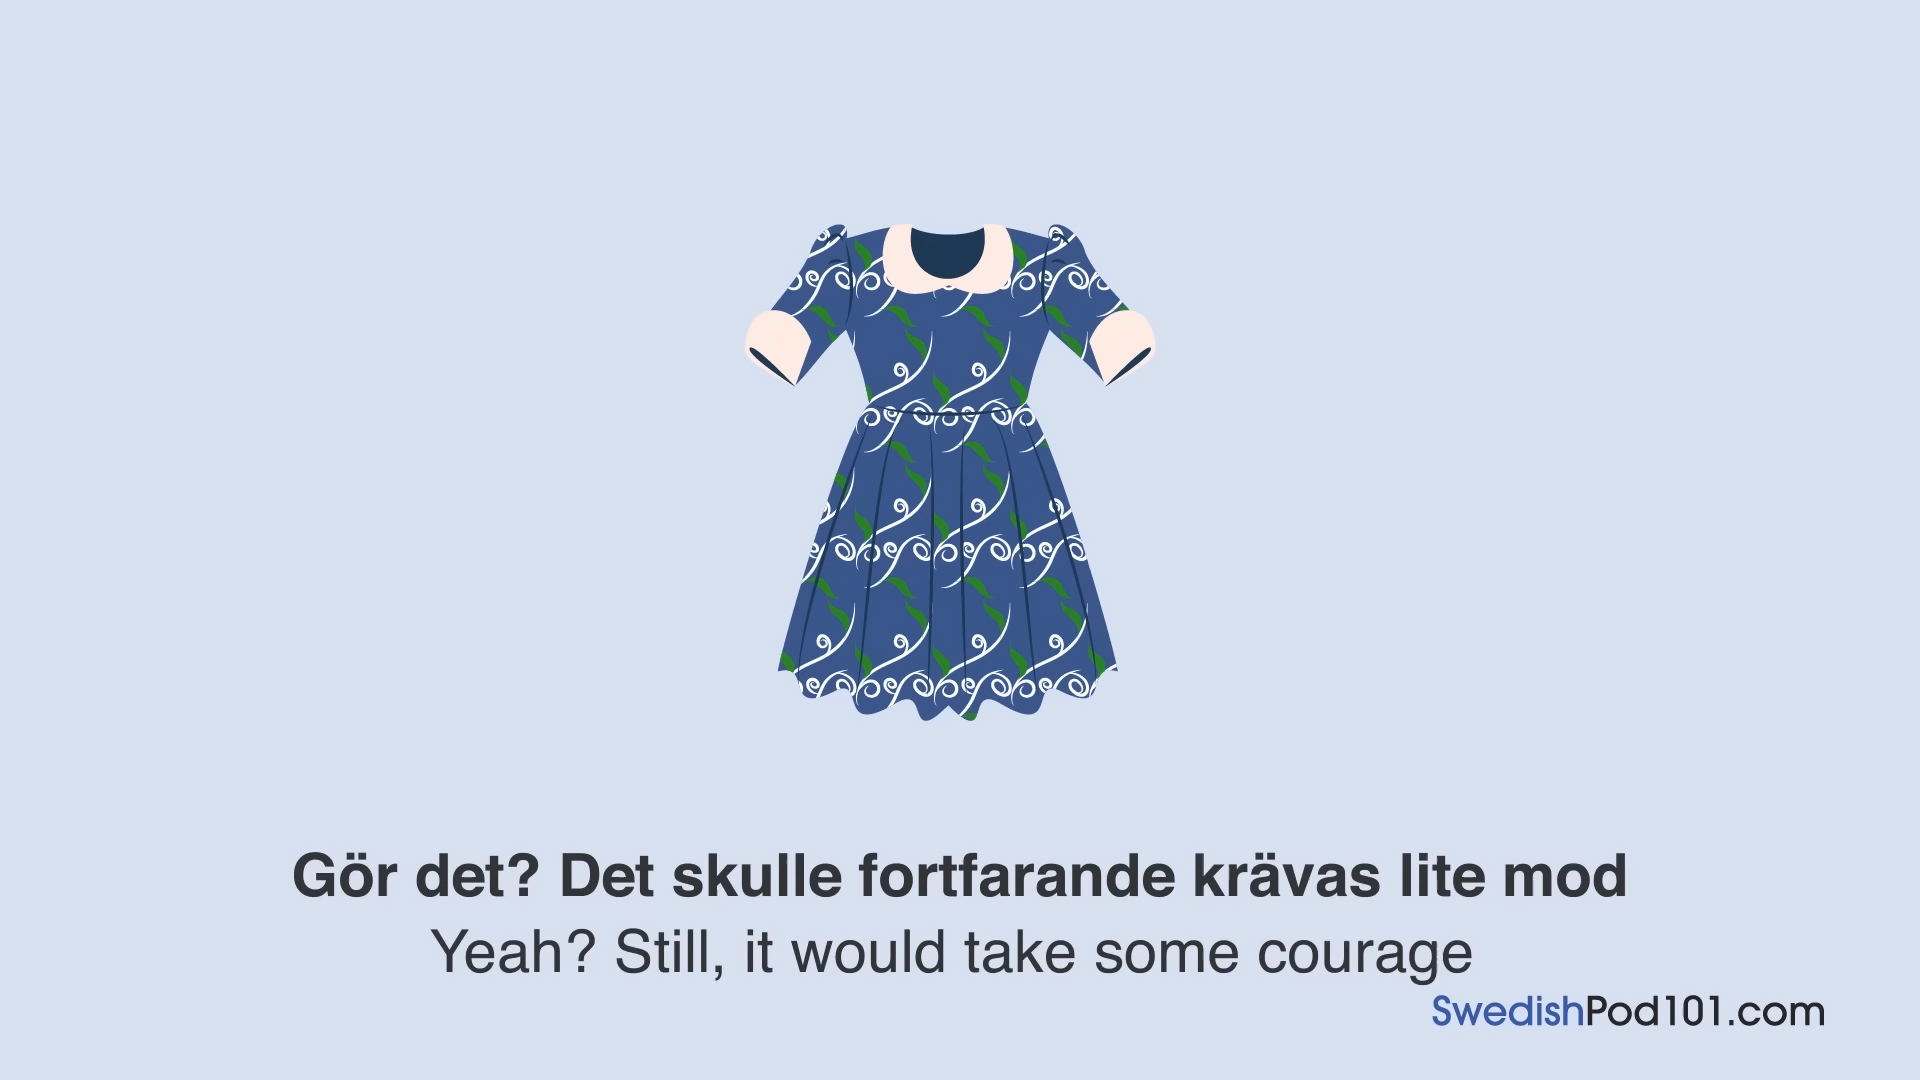 Gör det? Det skulle fortfarande krävas lite mod
Yeah? Still, it would take some courage
SwedishPod101.com